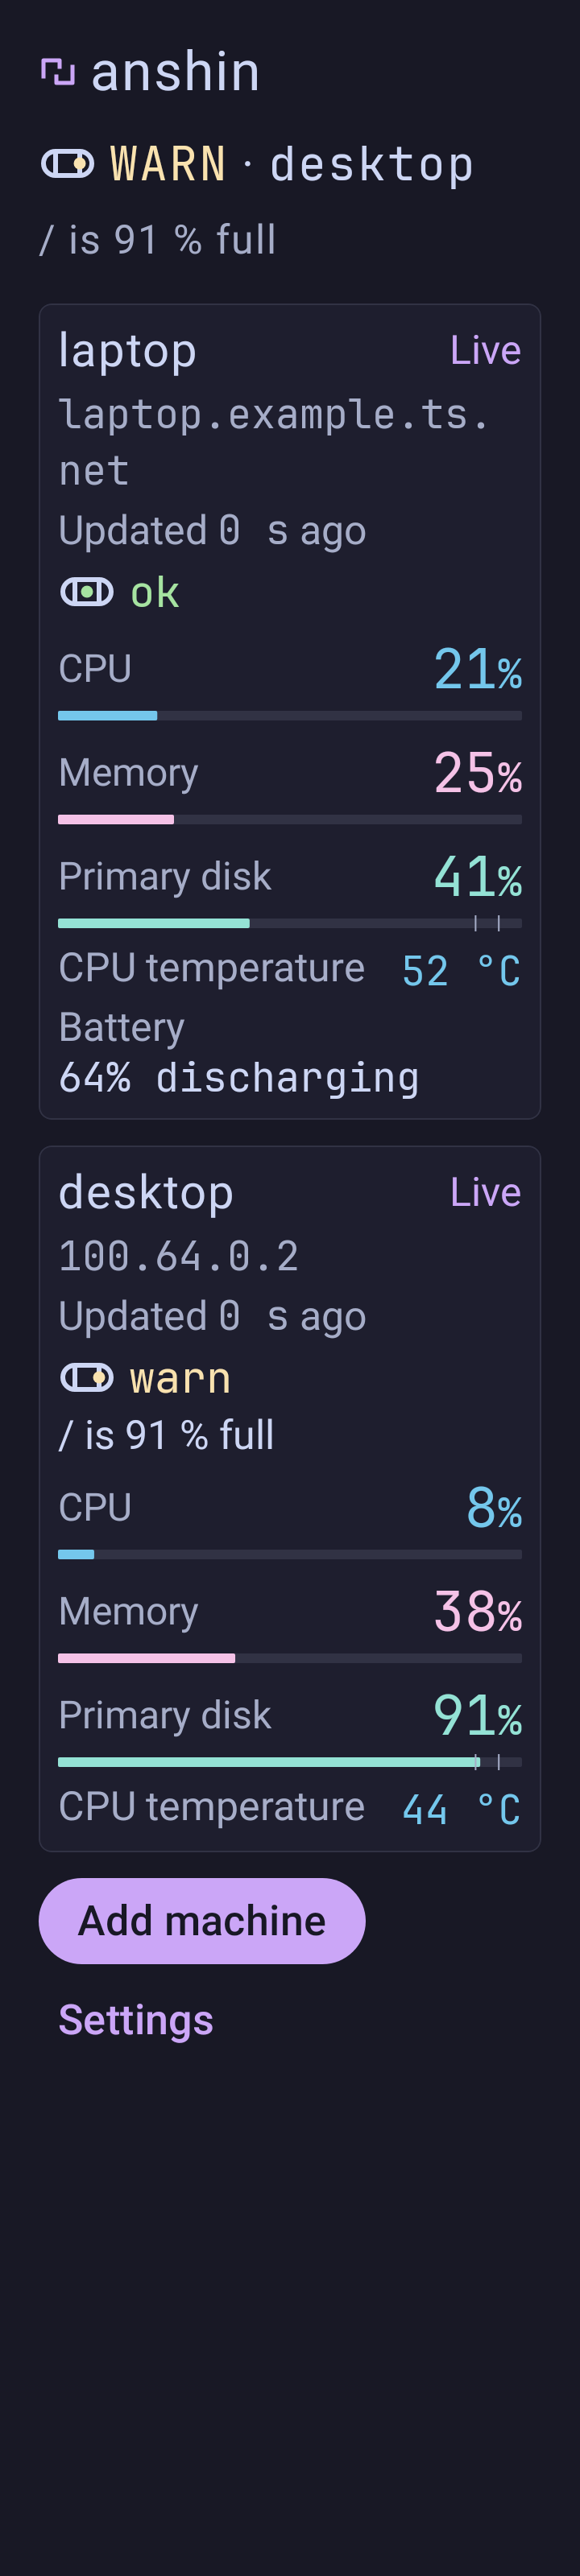 anshin
WARN · desktop
/ is 91 % full
laptop Live
laptop.example.ts.
net
Updated 0 s ago
ok
CPU 21%
Memory 25%
Primary disk 41%
CPU temperature 52 °C
Battery
64% discharging
desktop Live
100.64.0.2
Updated 0 s ago
warn
/ is 91 % full
CPU 8%
Memory 38%
Primary disk 91%
CPU temperature 44 °C
Add machine
Settings